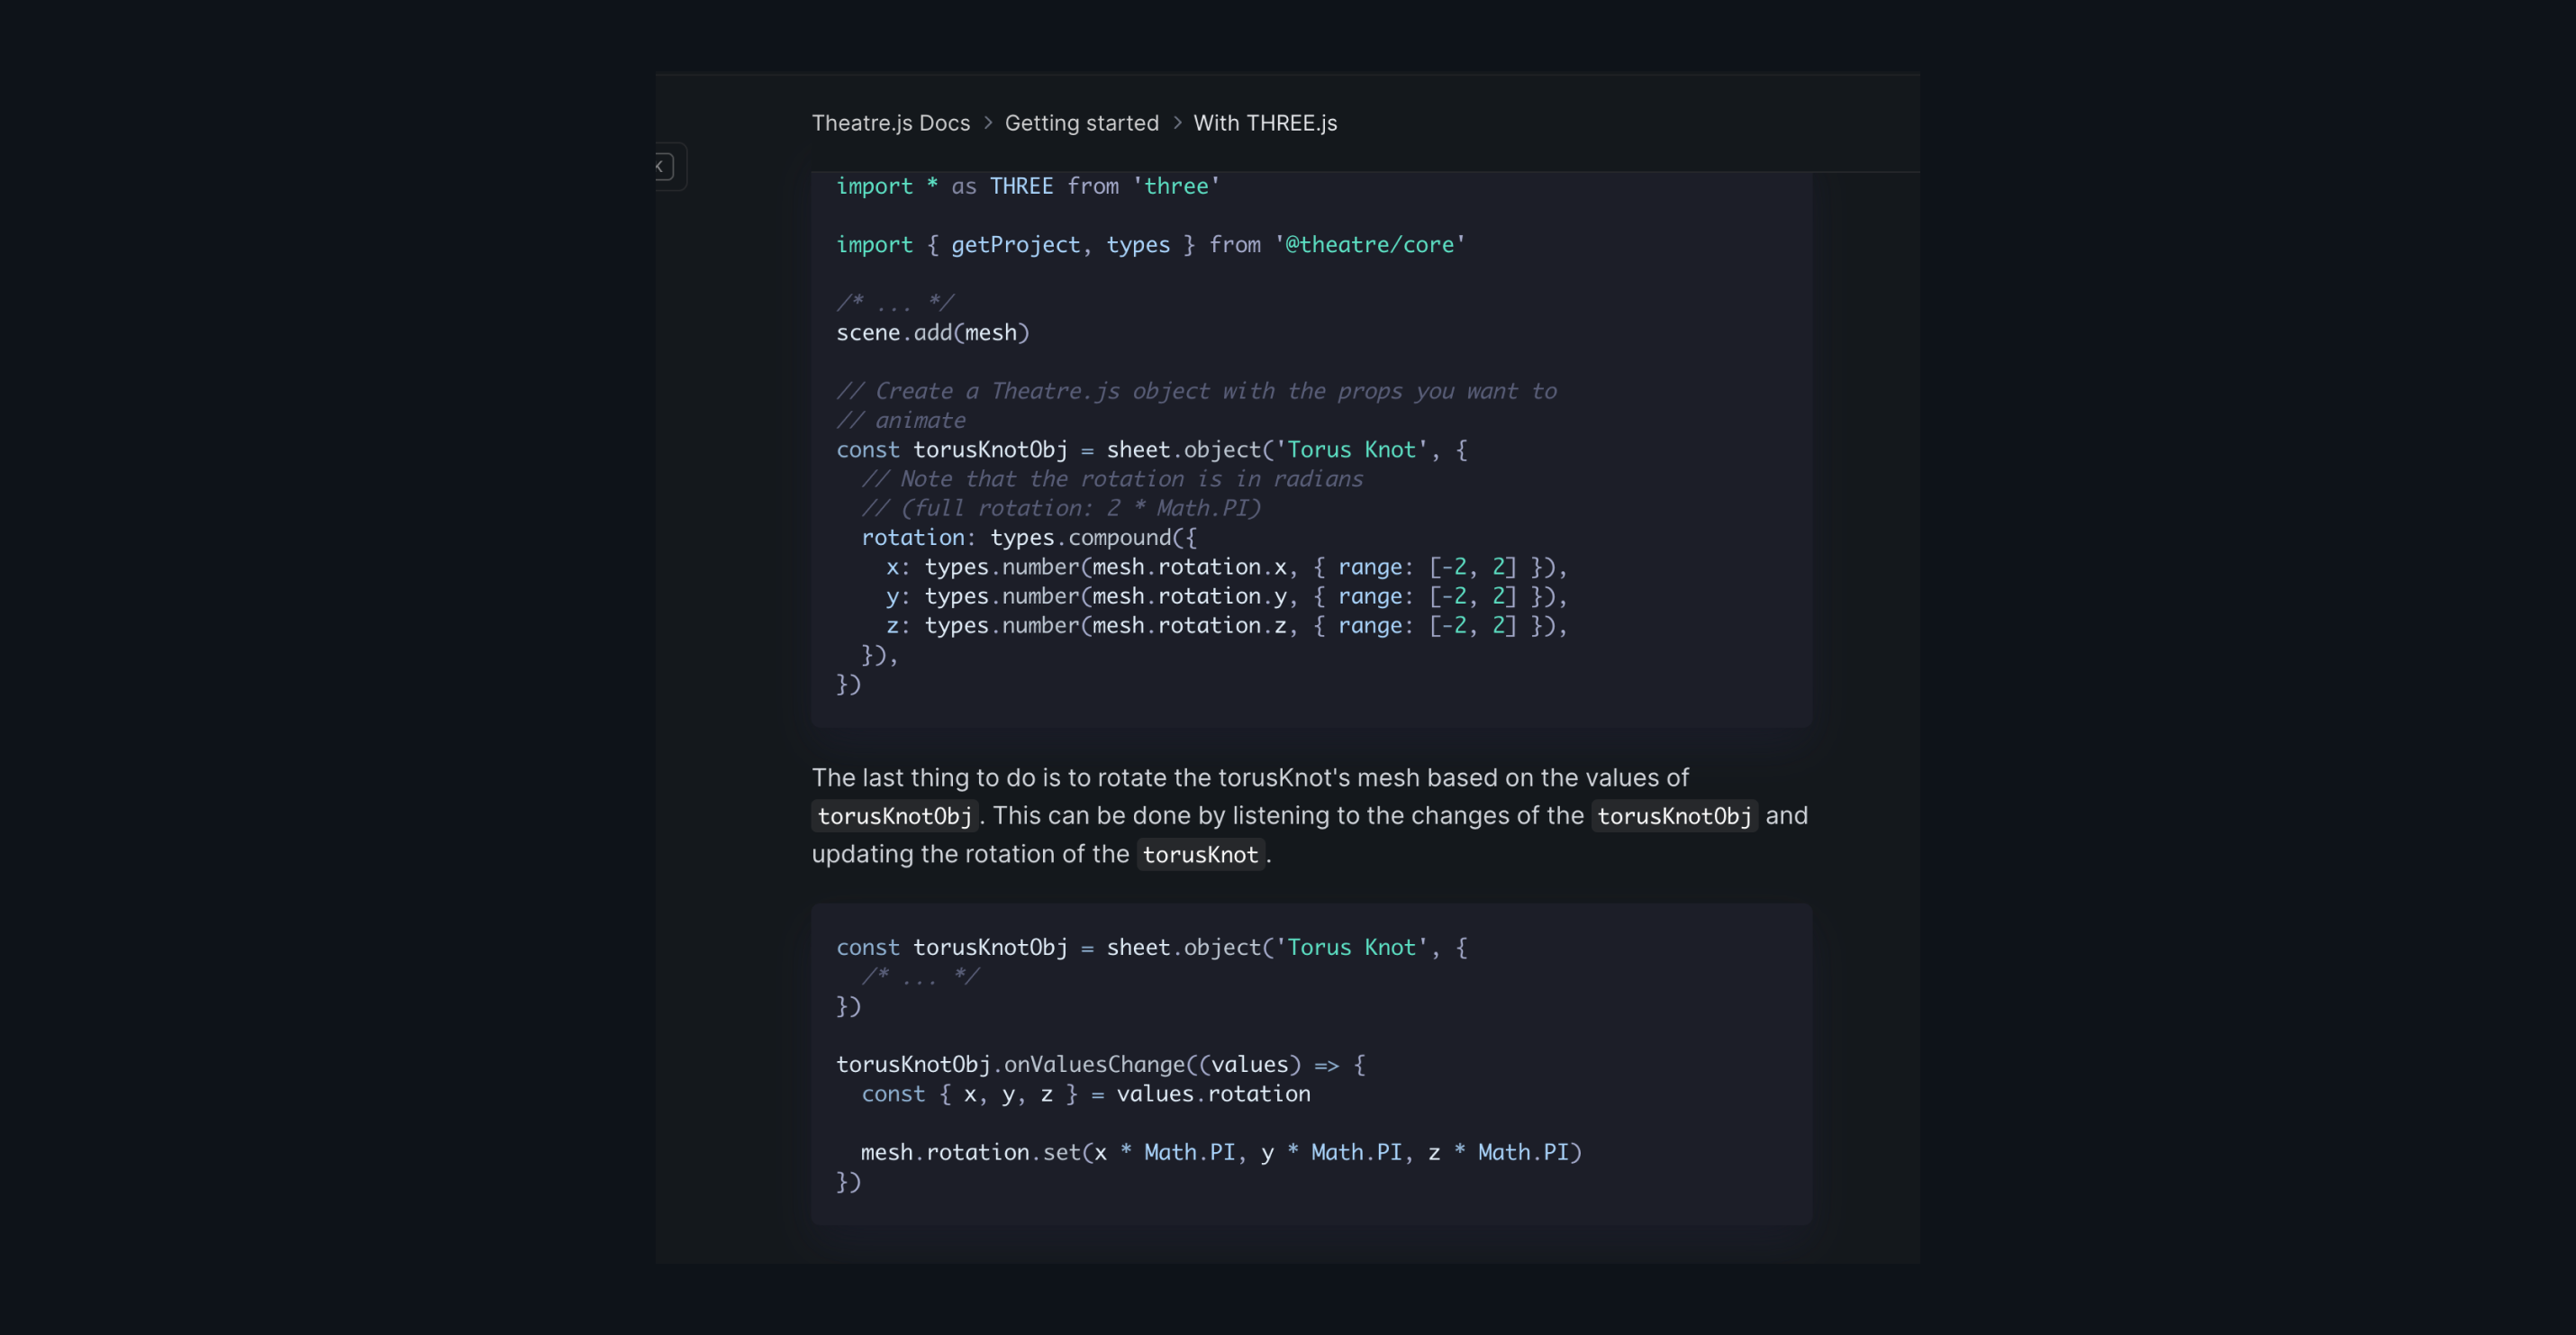 Theatre.js Docs > Getting started > With THREE.js
K
import * as THREE from 'three'
import { getProject, types } from '@theatre/core'
/* ... */
scene.add(mesh)
// Create a Theatre.js object with the props you want to
// animate
const torusKnotObj = sheet.object('Torus Knot', {
  // Note that the rotation is in radians
  // (full rotation: 2 * Math.PI)
  rotation: types.compound({
    x: types.number(mesh.rotation.x, { range: [-2, 2] }),
    y: types.number(mesh.rotation.y, { range: [-2, 2] }),
    z: types.number(mesh.rotation.z, { range: [-2, 2] }),
  }),
})
The last thing to do is to rotate the torusKnot's mesh based on the values of
torusKnotObj. This can be done by listening to the changes of the torusKnotObj and
updating the rotation of the torusKnot.
const torusKnotObj = sheet.object('Torus Knot', {
  /* ... */
})
torusKnotObj.onValuesChange((values) => {
  const { x, y, z } = values.rotation
  mesh.rotation.set(x * Math.PI, y * Math.PI, z * Math.PI)
})